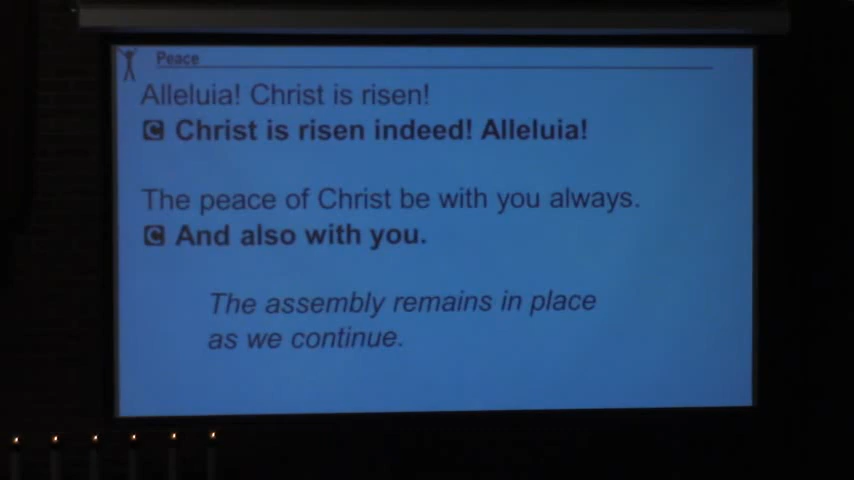 Peace
Alleluia! Christ is risen!
C Christ is risen indeed! Alleluia!
The peace of Christ be with you always.
C And also with you.
The assembly remains in place
as we continue.